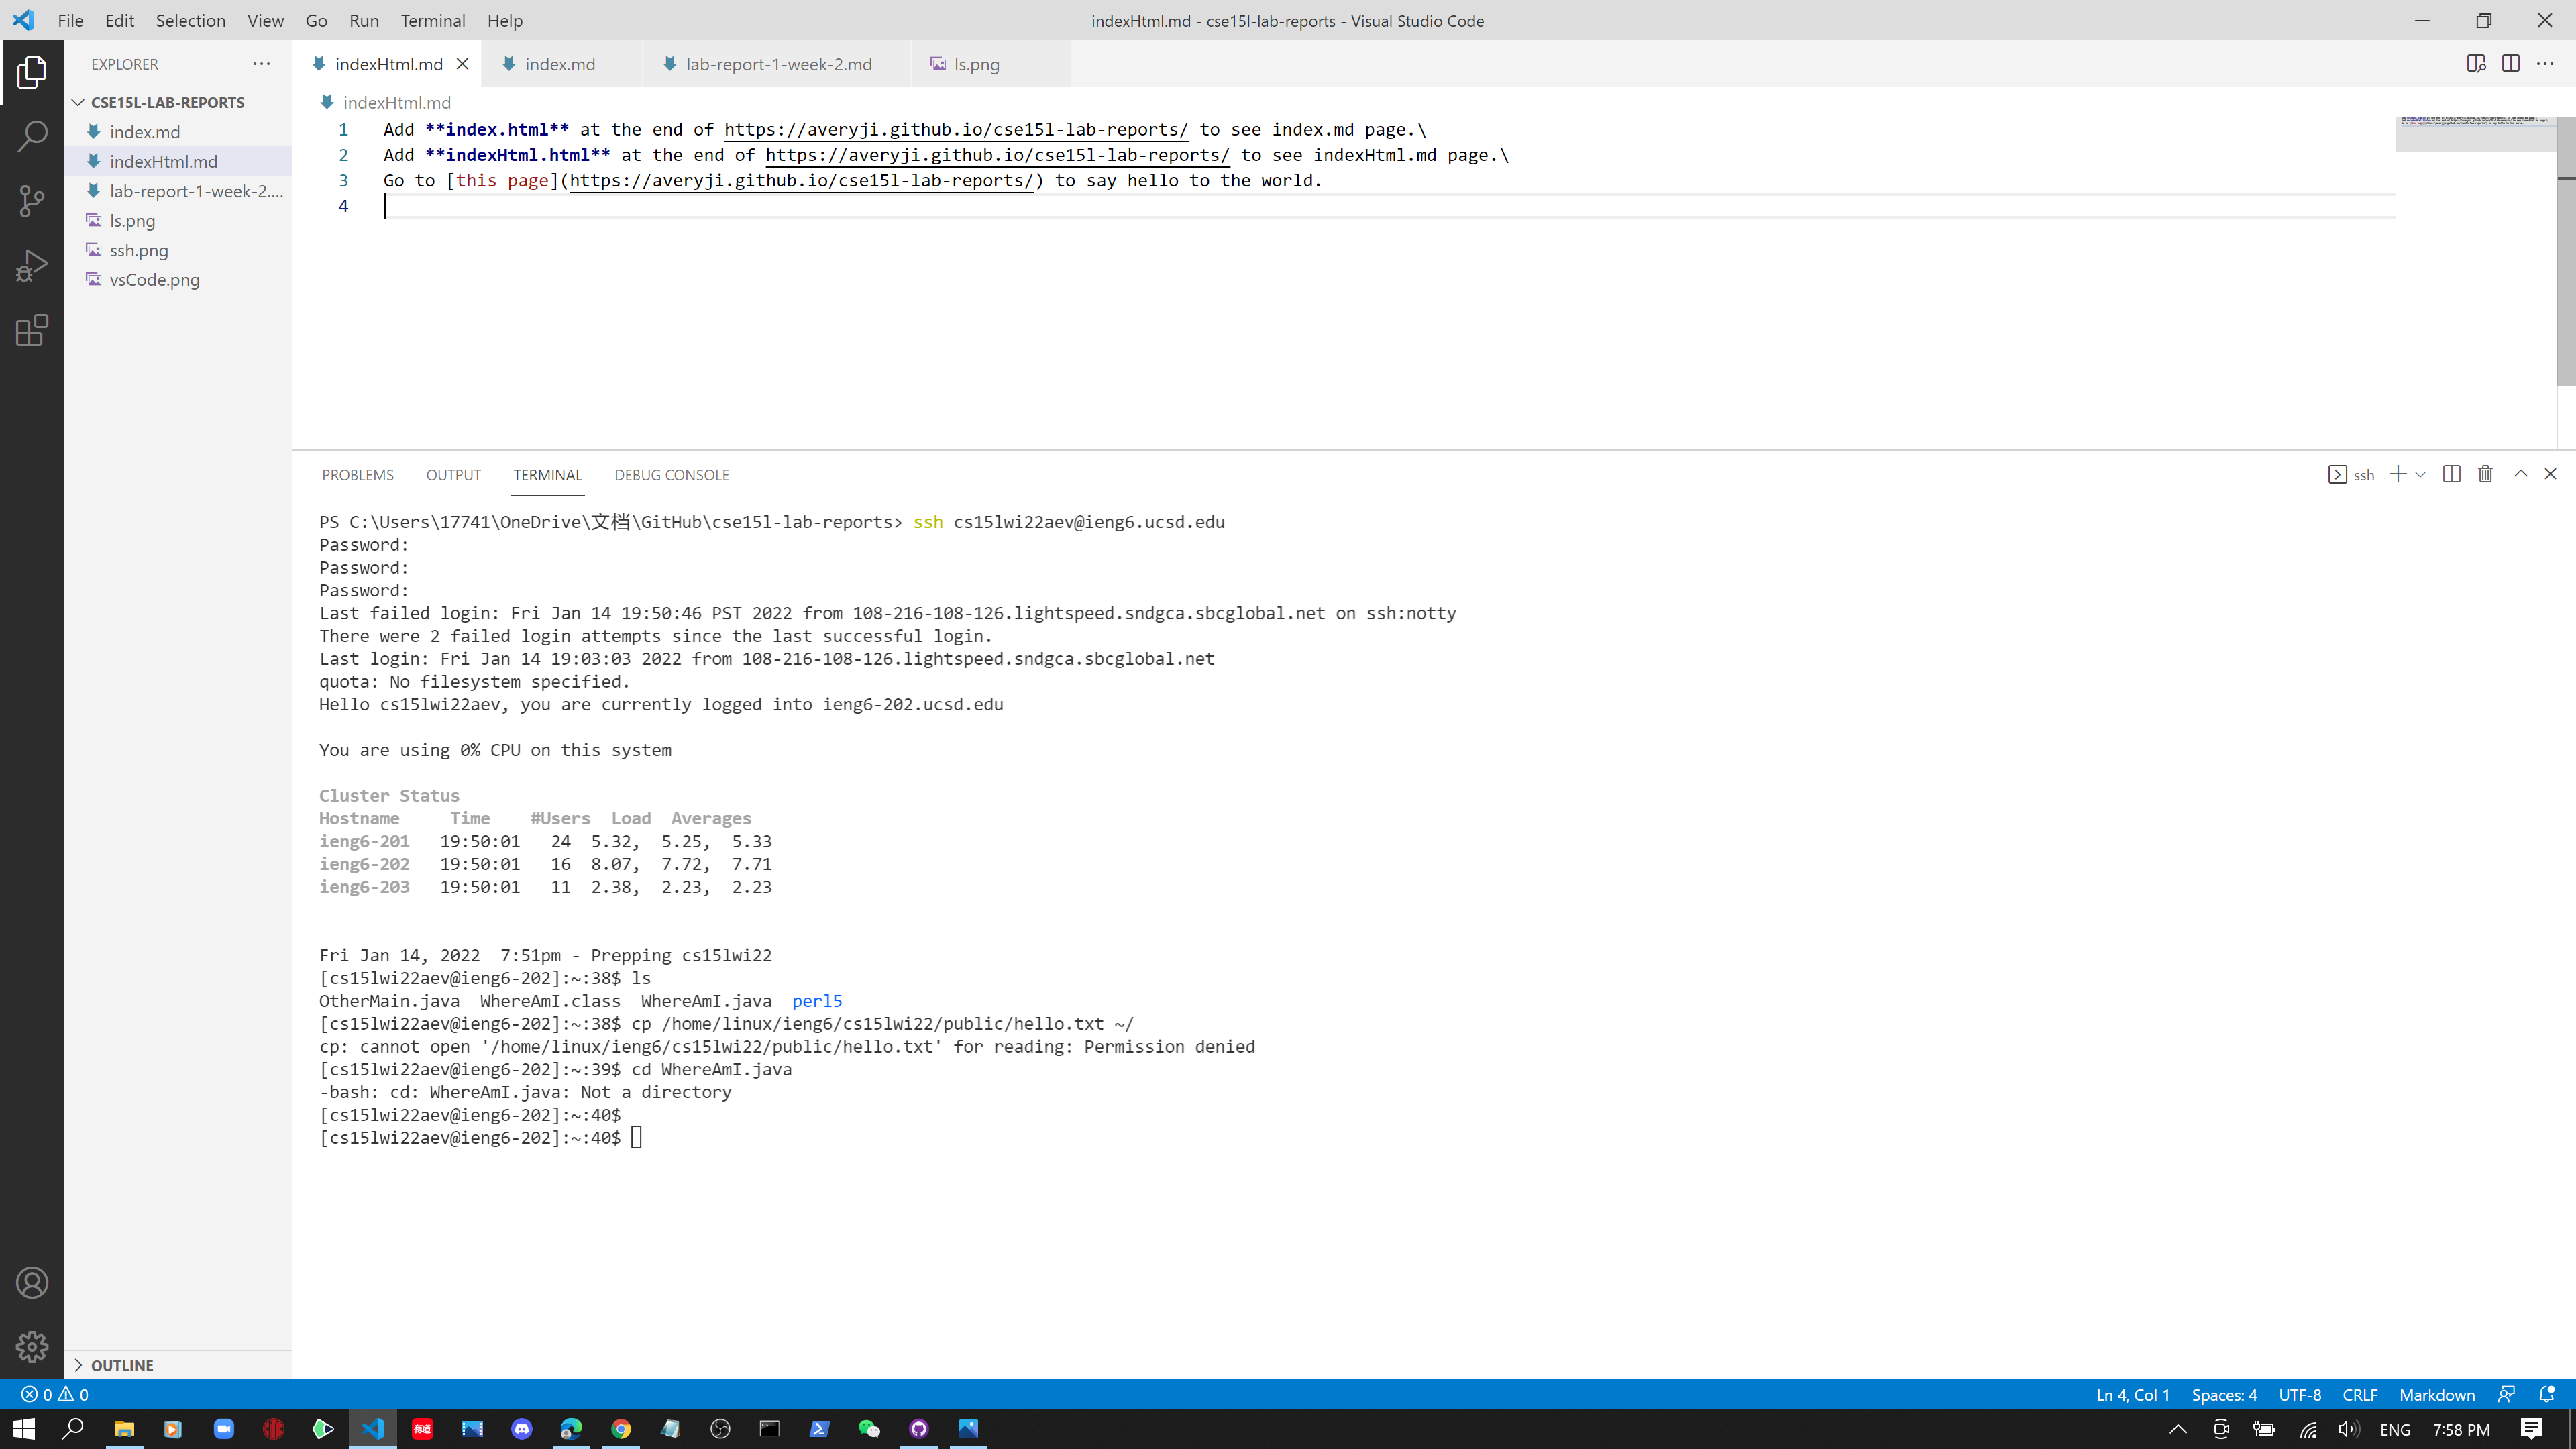 File Edit Selection View Go Run Terminal Help
indexHtml.md - cse15l-lab-reports - Visual Studio Code
EXPLORER
CSE15L-LAB-REPORTS
index.md
indexHtml.md
lab-report-1-week-2....
ls.png
ssh.png
vsCode.png
OUTLINE
indexHtml.md index.md lab-report-1-week-2.md ls.png
indexHtml.md
1 Add **index.html** at the end of https://averyji.github.io/cse15l-lab-reports/ to see index.md page.\
2 Add **indexHtml.html** at the end of https://averyji.github.io/cse15l-lab-reports/ to see indexHtml.md page.\
3 Go to [this page](https://averyji.github.io/cse15l-lab-reports/) to say hello to the world.
4
PROBLEMS OUTPUT TERMINAL DEBUG CONSOLE
ssh
PS C:\Users\17741\OneDrive\文档\GitHub\cse15l-lab-reports> ssh cs15lwi22aev@ieng6.ucsd.edu
Password:
Password:
Password:
Last failed login: Fri Jan 14 19:50:46 PST 2022 from 108-216-108-126.lightspeed.sndgca.sbcglobal.net on ssh:notty
There were 2 failed login attempts since the last successful login.
Last login: Fri Jan 14 19:03:03 2022 from 108-216-108-126.lightspeed.sndgca.sbcglobal.net
quota: No filesystem specified.
Hello cs15lwi22aev, you are currently logged into ieng6-202.ucsd.edu
You are using 0% CPU on this system
Cluster Status
Hostname Time #Users Load Averages
ieng6-201 19:50:01 24 5.32, 5.25, 5.33
ieng6-202 19:50:01 16 8.07, 7.72, 7.71
ieng6-203 19:50:01 11 2.38, 2.23, 2.23
Fri Jan 14, 2022 7:51pm - Prepping cs15lwi22
[cs15lwi22aev@ieng6-202]:~:38$ ls
OtherMain.java WhereAmI.class WhereAmI.java perl5
[cs15lwi22aev@ieng6-202]:~:38$ cp /home/linux/ieng6/cs15lwi22/public/hello.txt ~/
cp: cannot open '/home/linux/ieng6/cs15lwi22/public/hello.txt' for reading: Permission denied
[cs15lwi22aev@ieng6-202]:~:39$ cd WhereAmI.java
-bash: cd: WhereAmI.java: Not a directory
[cs15lwi22aev@ieng6-202]:~:40$
[cs15lwi22aev@ieng6-202]:~:40$
0 0
Ln 4, Col 1 Spaces: 4 UTF-8 CRLF Markdown
有道
ENG 7:58 PM